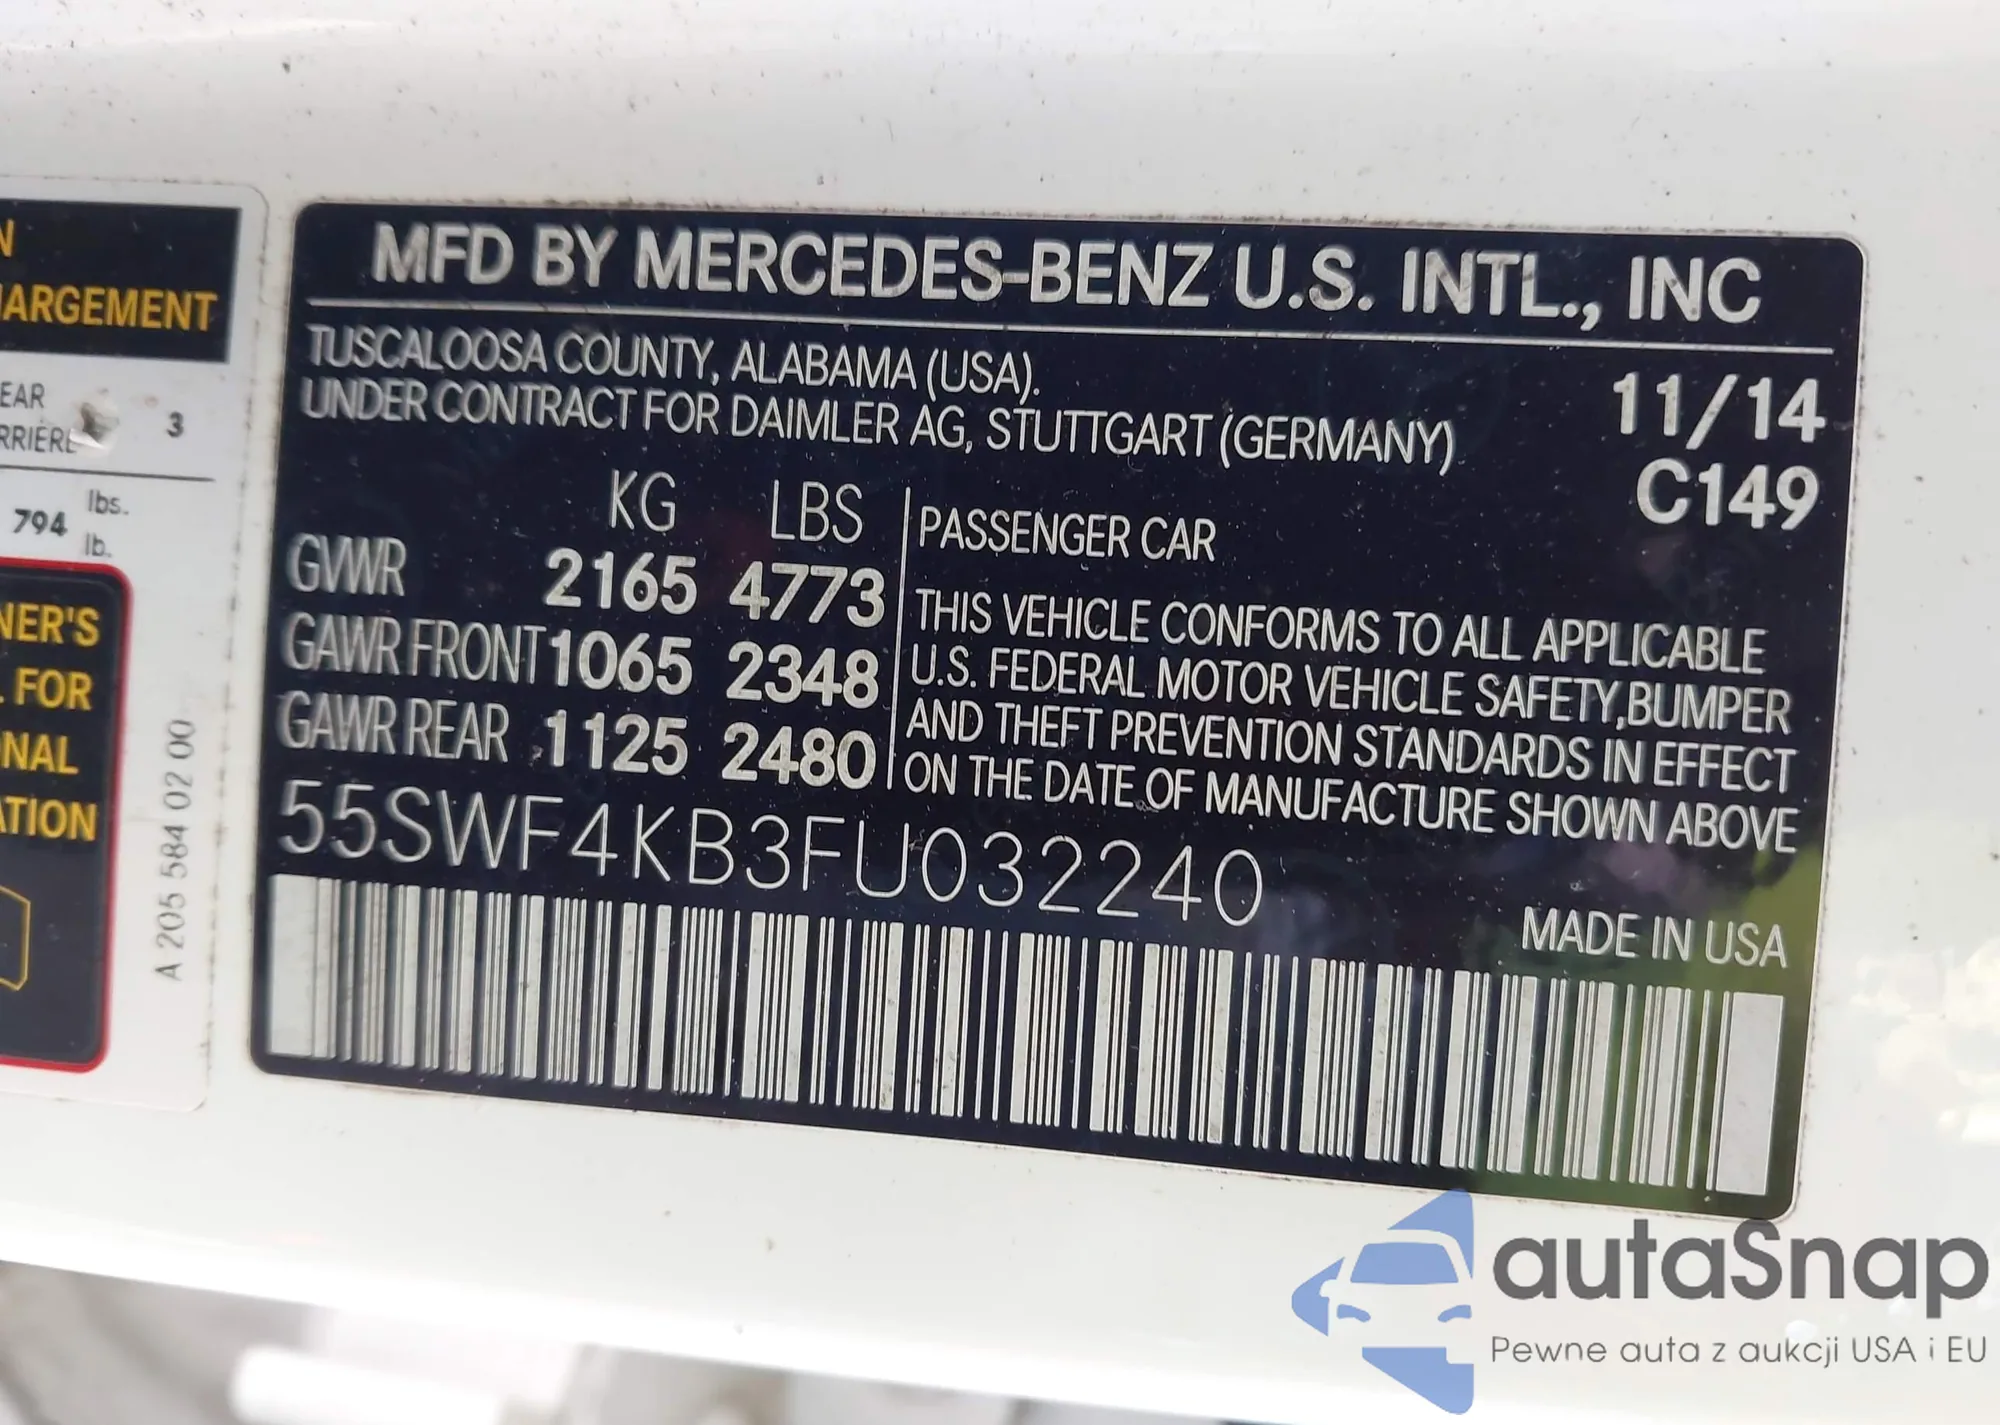 N
HARGEMENT
EAR
RRIERE
3
794
lbs.
lb.
NER'S
L FOR
ONAL
ATION
A 205 584 02 00
MFD BY MERCEDES-BENZ U.S. INTL., INC
TUSCALOOSA COUNTY, ALABAMA (USA).
UNDER CONTRACT FOR DAIMLER AG, STUTTGART (GERMANY)
11/14
C149
KG LBS
GVWR 2165 4773
GAWR FRONT 1065 2348
GAWR REAR 1125 2480
PASSENGER CAR
THIS VEHICLE CONFORMS TO ALL APPLICABLE
U.S. FEDERAL MOTOR VEHICLE SAFETY,BUMPER
AND THEFT PREVENTION STANDARDS IN EFFECT
ON THE DATE OF MANUFACTURE SHOWN ABOVE
55SWF4KB3FU032240
MADE IN USA
autaSnap
Pewne auta z aukcji USA i EU